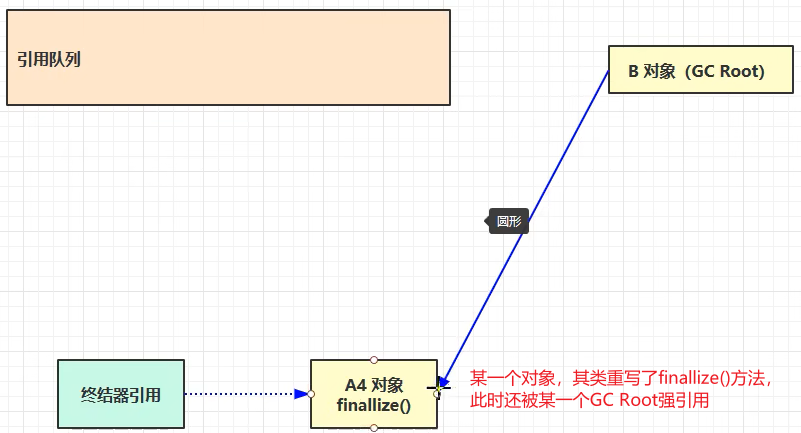 引用队列
B 对象（GC Root）
圆形
终结器引用
A4 对象
finallize()
某一个对象，其类重写了finallize()方法，
此时还被某一个GC Root强引用